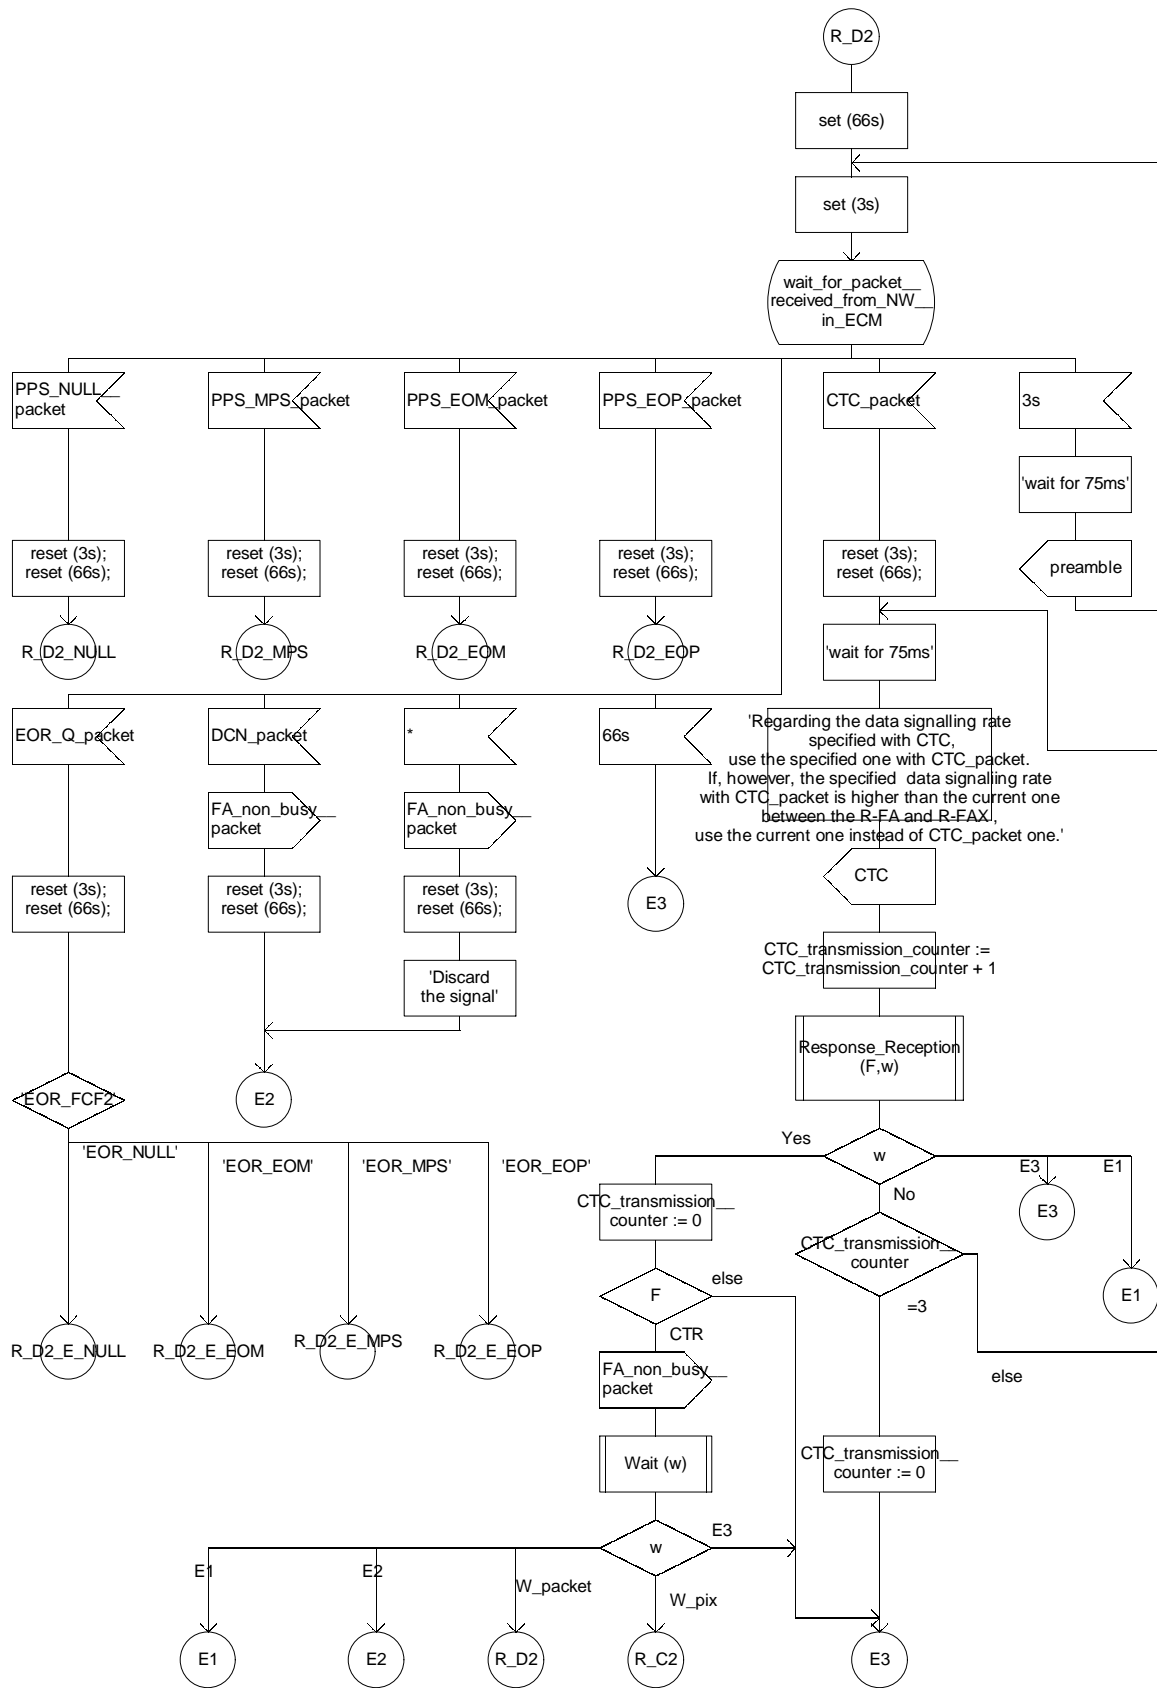 R_D2
set (66s)
set (3s)
wait_for_packet__
received_from_NW__
in_ECM
PPS_NULL__
packet
PPS_MPS_packet
PPS_EOM_packet
PPS_EOP_packet
CTC_packet
3s
'wait for 75ms'
preamble
reset (3s);
reset (66s);
reset (3s);
reset (66s);
reset (3s);
reset (66s);
reset (3s);
reset (66s);
reset (3s);
reset (66s);
R_D2_NULL
R_D2_MPS
R_D2_EOM
R_D2_EOP
'wait for 75ms'
EOR_Q_packet
DCN_packet
*
66s
'Regarding the data signalling rate
specified with CTC,
use the specified one with CTC_packet.
If, however, the specified data signaliing rate
with CTC_packet is higher than the current one
between the R-FA and R-FAX,
use the current one instead of CTC_packet one.'
FA_non_busy__
packet
FA_non_busy__
packet
reset (3s);
reset (66s);
reset (3s);
reset (66s);
reset (3s);
reset (66s);
E3
CTC
'Discard
the signal'
CTC_transmission_counter :=
CTC_transmission_counter + 1
Response_Reception
(F,w)
'EOR_FCF2'
E2
'EOR_NULL'
'EOR_EOM'
'EOR_MPS'
'EOR_EOP'
Yes
w
E3
E1
No
CTC_transmission__
counter := 0
E3
CTC_transmission__
counter
E1
F
else
=3
CTR
else
R_D2_E_NULL
R_D2_E_EOM
R_D2_E_MPS
R_D2_E_EOP
FA_non_busy__
packet
Wait (w)
CTC_transmission__
counter := 0
w
E3
E1
E2
W_packet
W_pix
E1
E2
R_D2
R_C2
E3